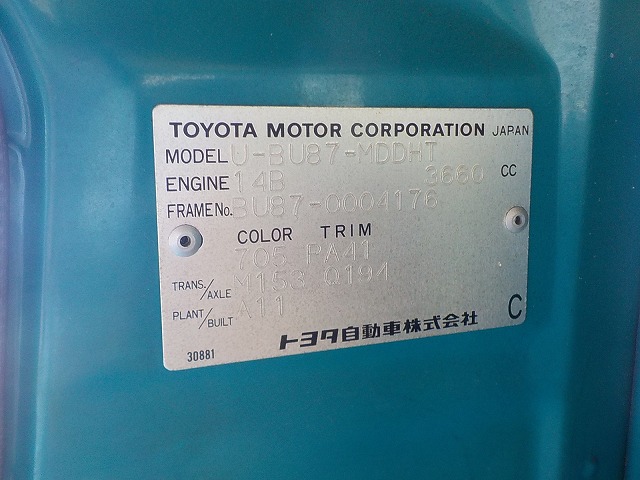 TOYOTA MOTOR CORPORATION JAPAN
MODEL U-BU87-MDDHT
ENGINE 14B 3660 CC
FRAME No. BU87-0004176
COLOR TRIM
705 PA41
TRANS./AXLE M153 Q194
PLANT/BUILT A11
トヨタ自動車株式会社 C
30881